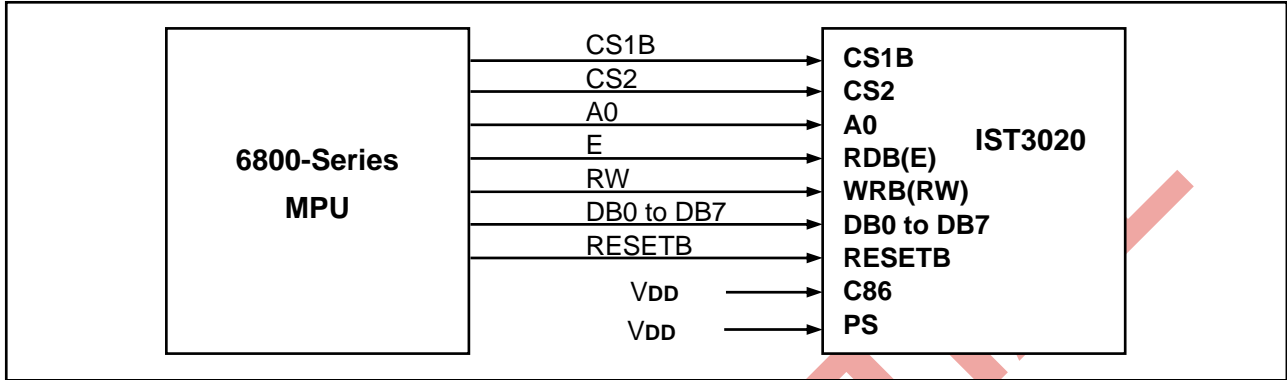 6800-Series
MPU
CS1B
CS2
A0
E
RW
DB0 to DB7
RESETB
VDD
VDD
CS1B
CS2
A0
RDB(E)
WRB(RW)
DB0 to DB7
RESETB
C86
PS
IST3020